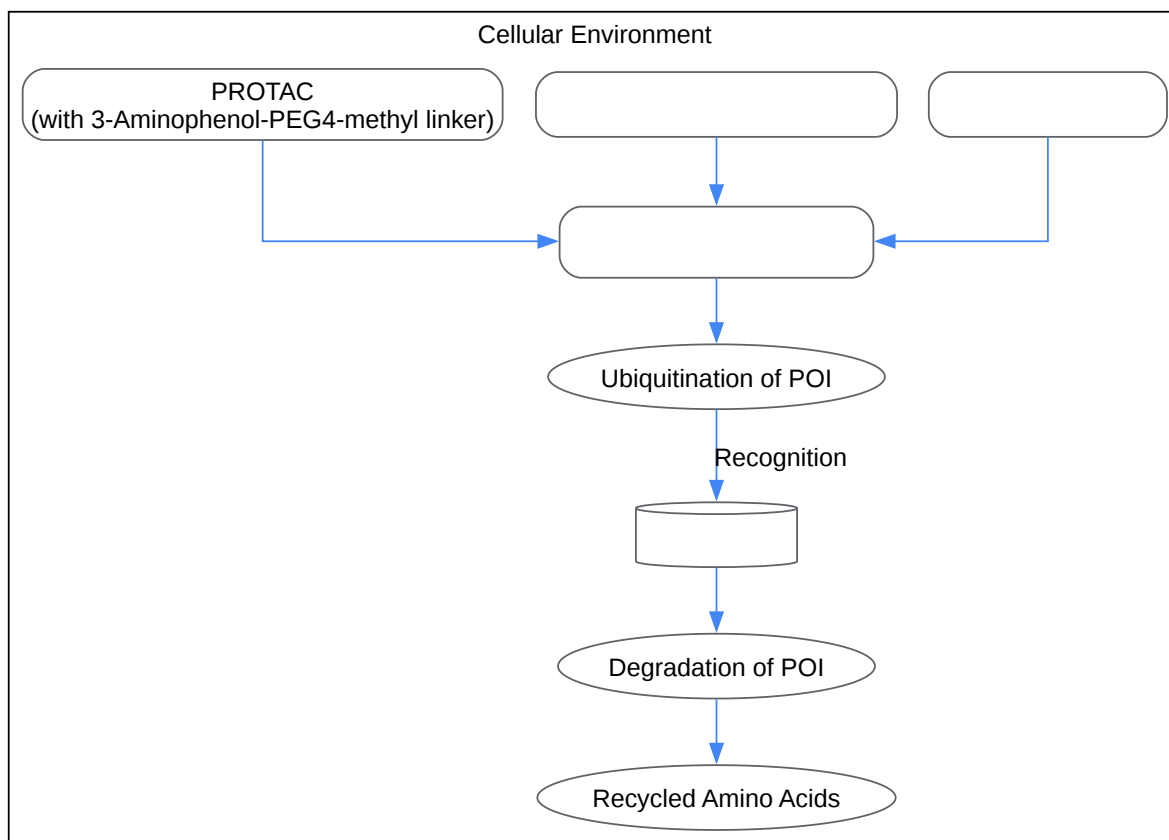 Cellular Environment
PROTAC
(with 3-Aminophenol-PEG4-methyl linker)
Ubiquitination of POI
Recognition
Degradation of POI
Recycled Amino Acids